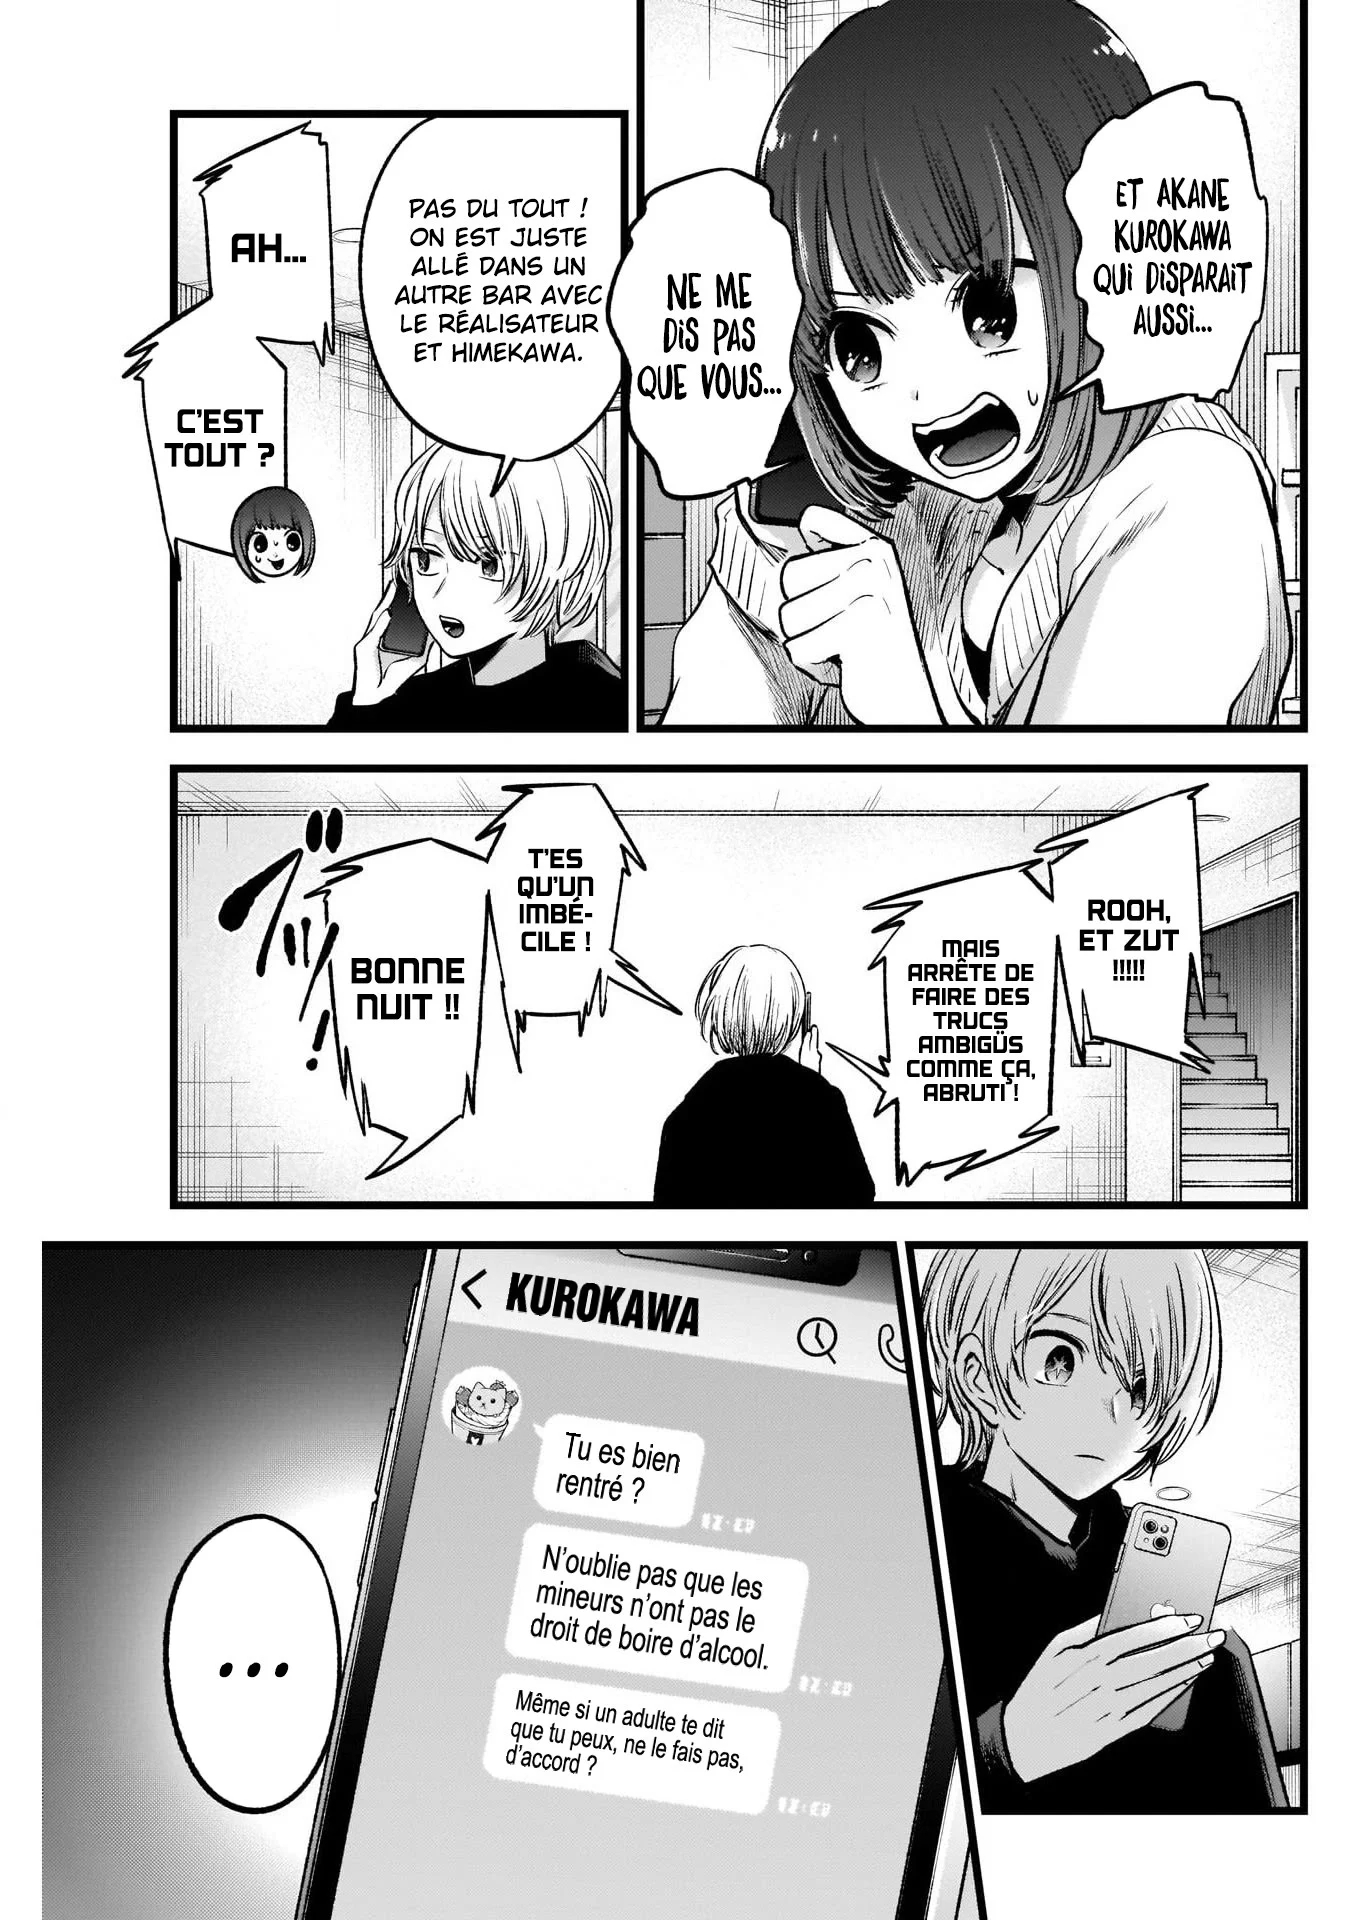 ET AKANE
KUROKAWA
QUI DISPARAIT
AUSSI...
NE ME
DIS PAS
QUE VOUS...
PAS DU TOUT !
ON EST JUSTE
ALLÉ DANS UN
AUTRE BAR AVEC
LE RÉALISATEUR
ET HIMEKAWA.
AH...
C'EST
TOUT ?
ROOH,
ET ZUT
!!!!!
MAIS
ARRÊTE DE
FAIRE DES
TRUCS
AMBIGÜS
COMME ÇA,
ABRUTI !
T'ES
QU'UN
IMBÉ-
CILE !
BONNE
NUIT !!
KUROKAWA
Tu es bien
rentré ?
N'oublie pas que les
mineurs n'ont pas le
droit de boire d'alcool.
Même si un adulte te dit
que tu peux, ne le fais pas,
d'accord ?
...